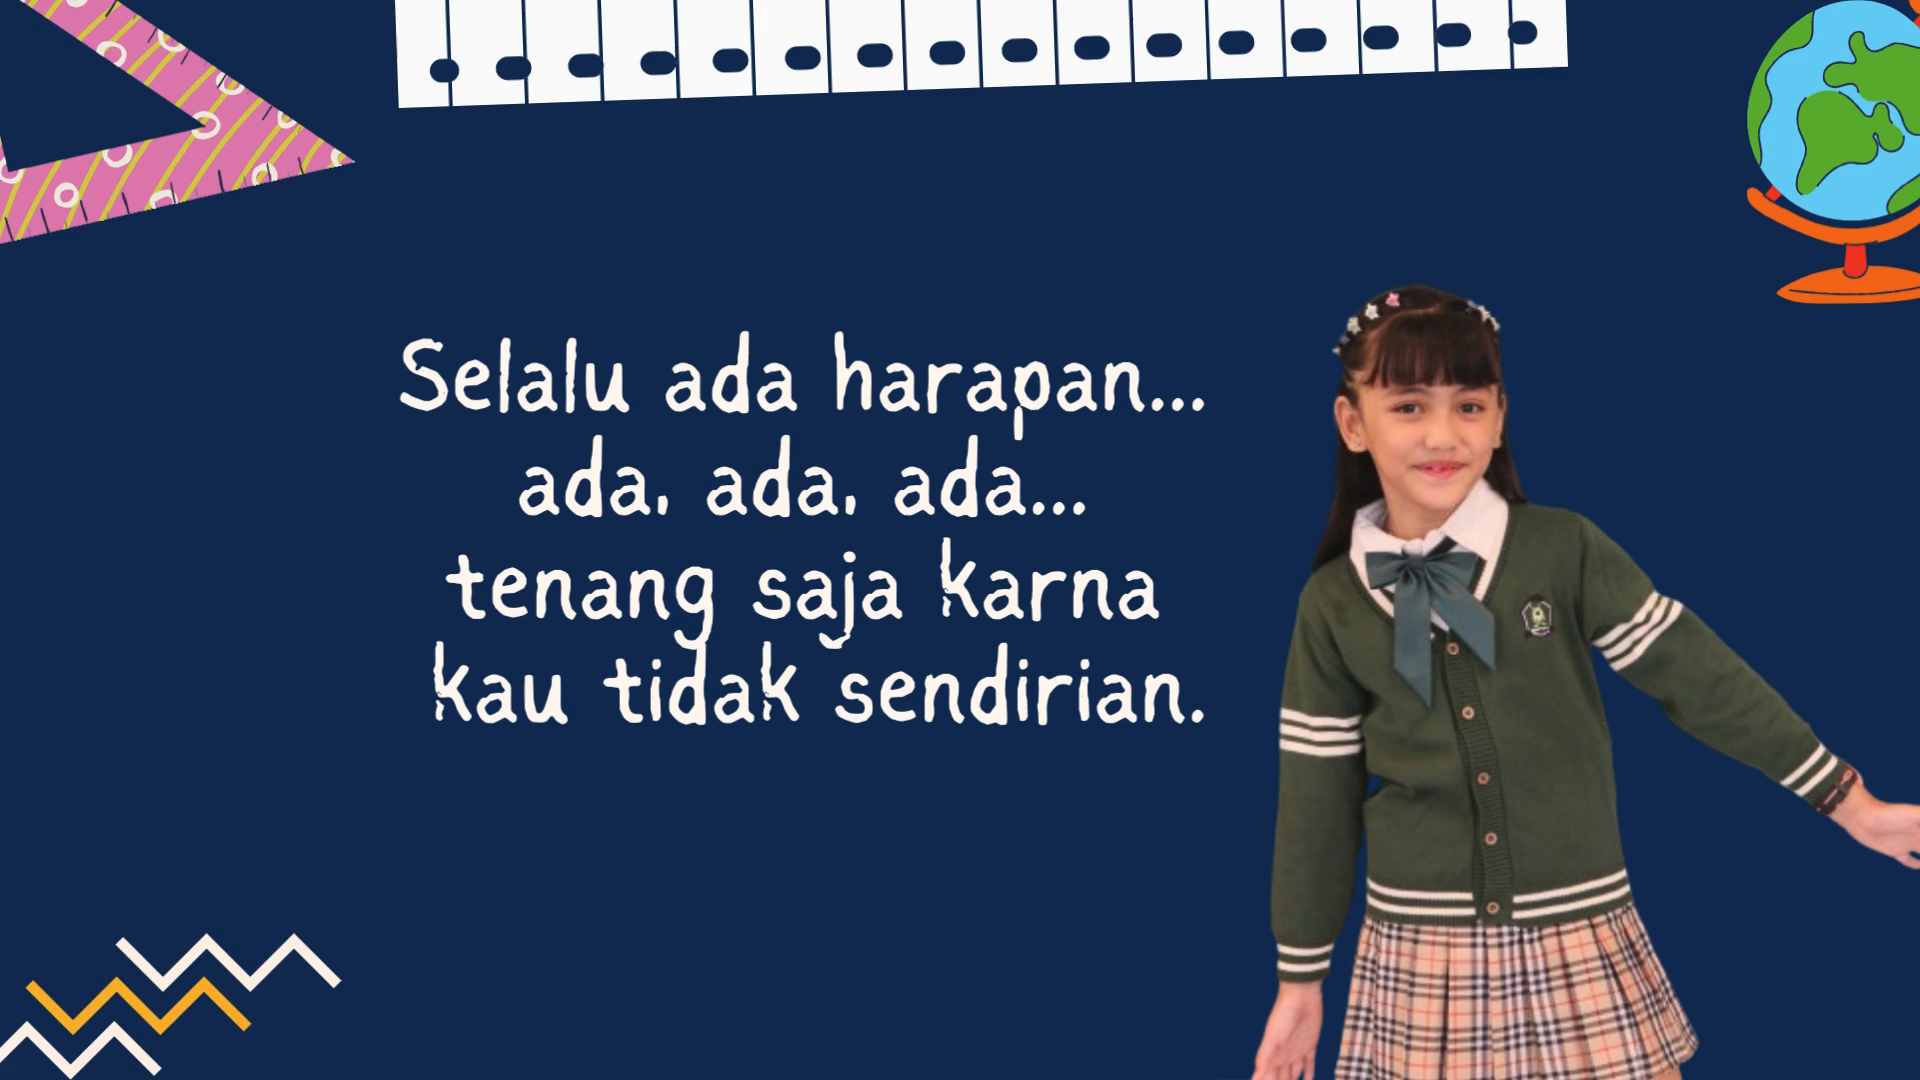 Selalu ada harapan...
ada, ada, ada...
tenang saja karna
kau tidak sendirian.